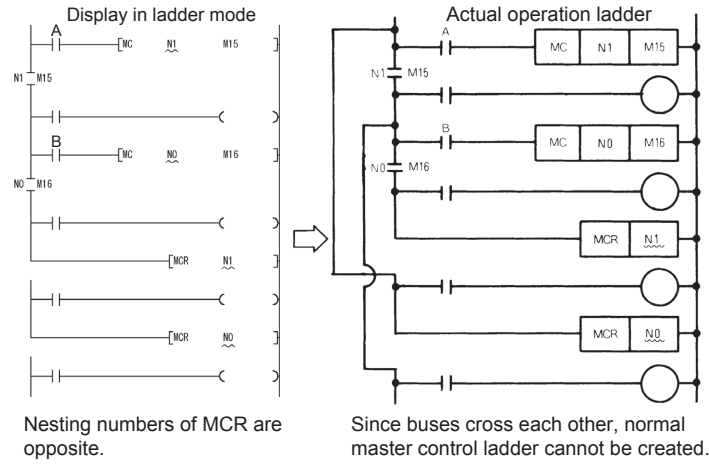 Display in ladder mode
A
MC N1 M15
N1 M15
B
MC N0 M16
N0 M16
MCR N1
MCR N0
Nesting numbers of MCR are
opposite.
Actual operation ladder
A
MC N1 M15
N1 M15
B
MC N0 M16
N0 M16
MCR N1
MCR N0
Since buses cross each other, normal
master control ladder cannot be created.